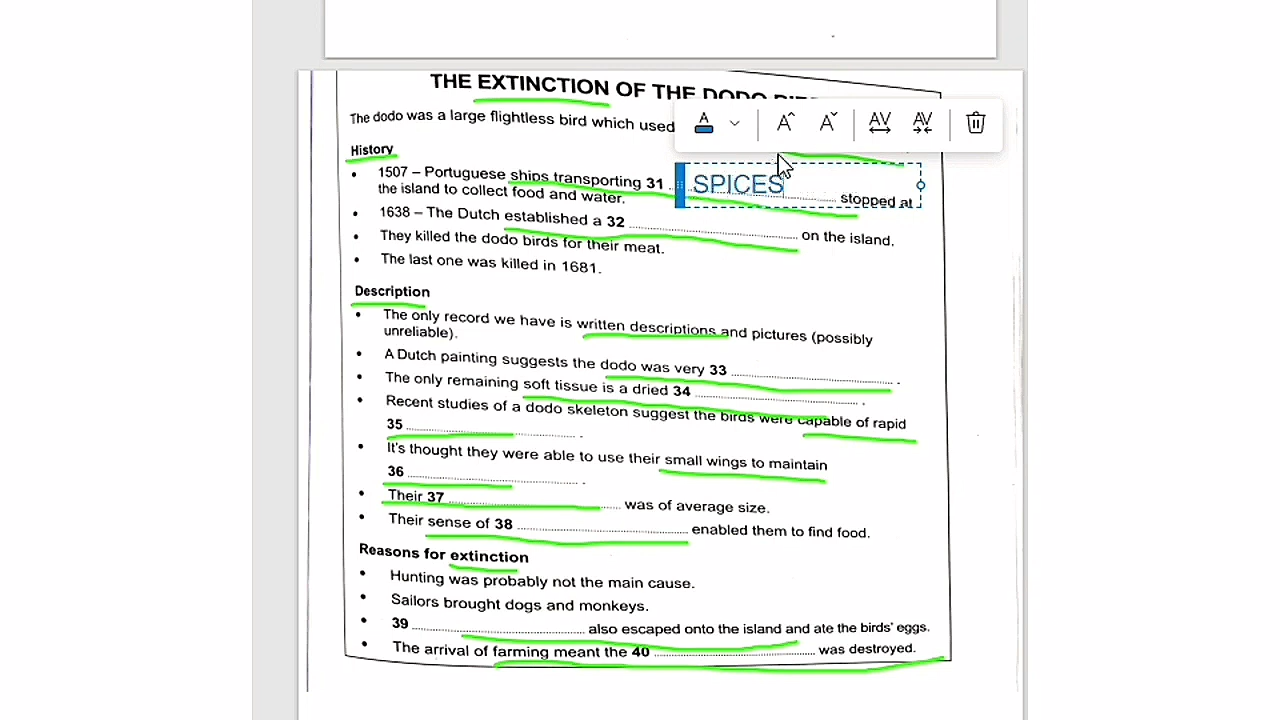 THE EXTINCTION OF THE DODO
The dodo was a large flightless bird which used
History
• 1507 – Portuguese ships transporting 31 SPICES stopped at
the island to collect food and water.
• 1638 – The Dutch established a 32 .............................. on the island.
• They killed the dodo birds for their meat.
• The last one was killed in 1681.
Description
• The only record we have is written descriptions and pictures (possibly
unreliable).
• A Dutch painting suggests the dodo was very 33 .............................. .
• The only remaining soft tissue is a dried 34 .............................. .
• Recent studies of a dodo skeleton suggest the birds were capable of rapid
35 .............................. .
• It's thought they were able to use their small wings to maintain
36 .............................. .
• Their 37 .............................. was of average size.
• Their sense of 38 .............................. enabled them to find food.
Reasons for extinction
• Hunting was probably not the main cause.
• Sailors brought dogs and monkeys.
• 39 .............................. also escaped onto the island and ate the birds' eggs.
• The arrival of farming meant the 40 .............................. was destroyed.